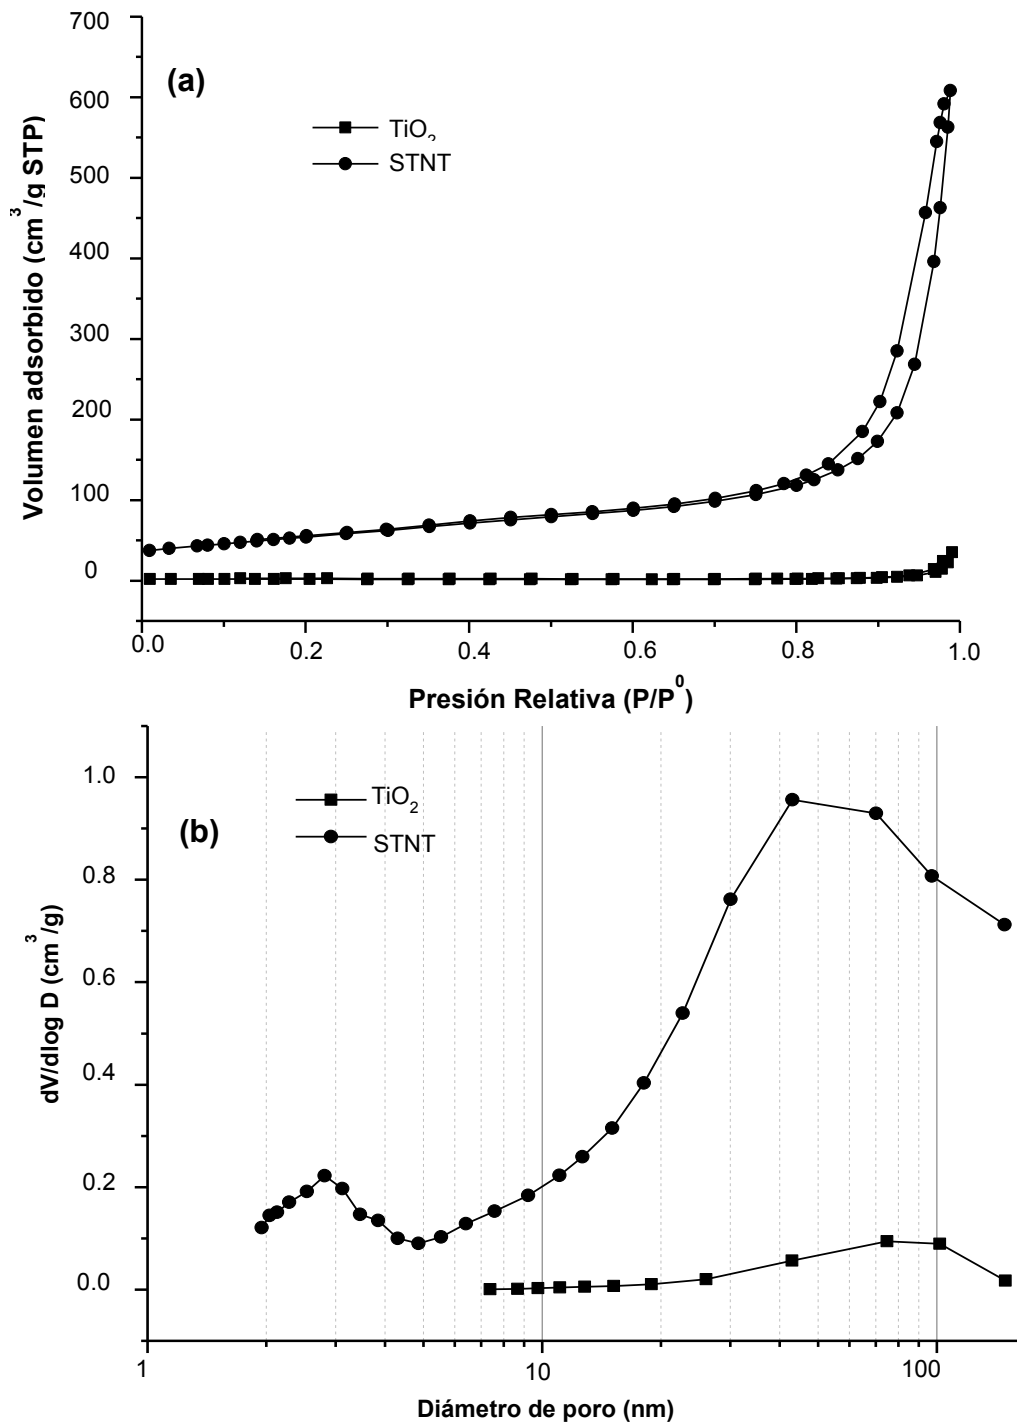 700
600
500
400
300
200
100
0
Volumen adsorbido (cm³/g STP)
(a)
TiO₂
STNT
0.0 0.2 0.4 0.6 0.8 1.0
Presión Relativa (P/P⁰)
1.0
0.8
0.6
0.4
0.2
0.0
dV/dlog D (cm³/g)
TiO₂
(b)
STNT
1 10 100
Diámetro de poro (nm)